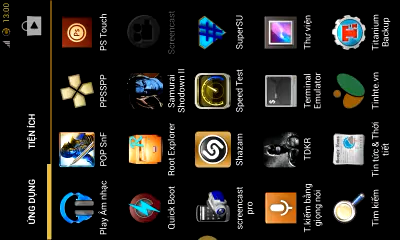 13:00
ỨNG DỤNG
TIỆN ÍCH
Play Âm nhạc
POP SnF
PPSSPP
PS Touch
Quick Boot
Root Explorer
Samurai
Shodown II
Screencast
screencast
pro
Shazam
Speed Test
SuperSU
T.kiếm bằng
giọng nói
TDKR
Terminal
Emulator
Thư viện
Tìm kiếm
Tin tức & Thời
tiết
Tinhte.vn
Titanium
Backup